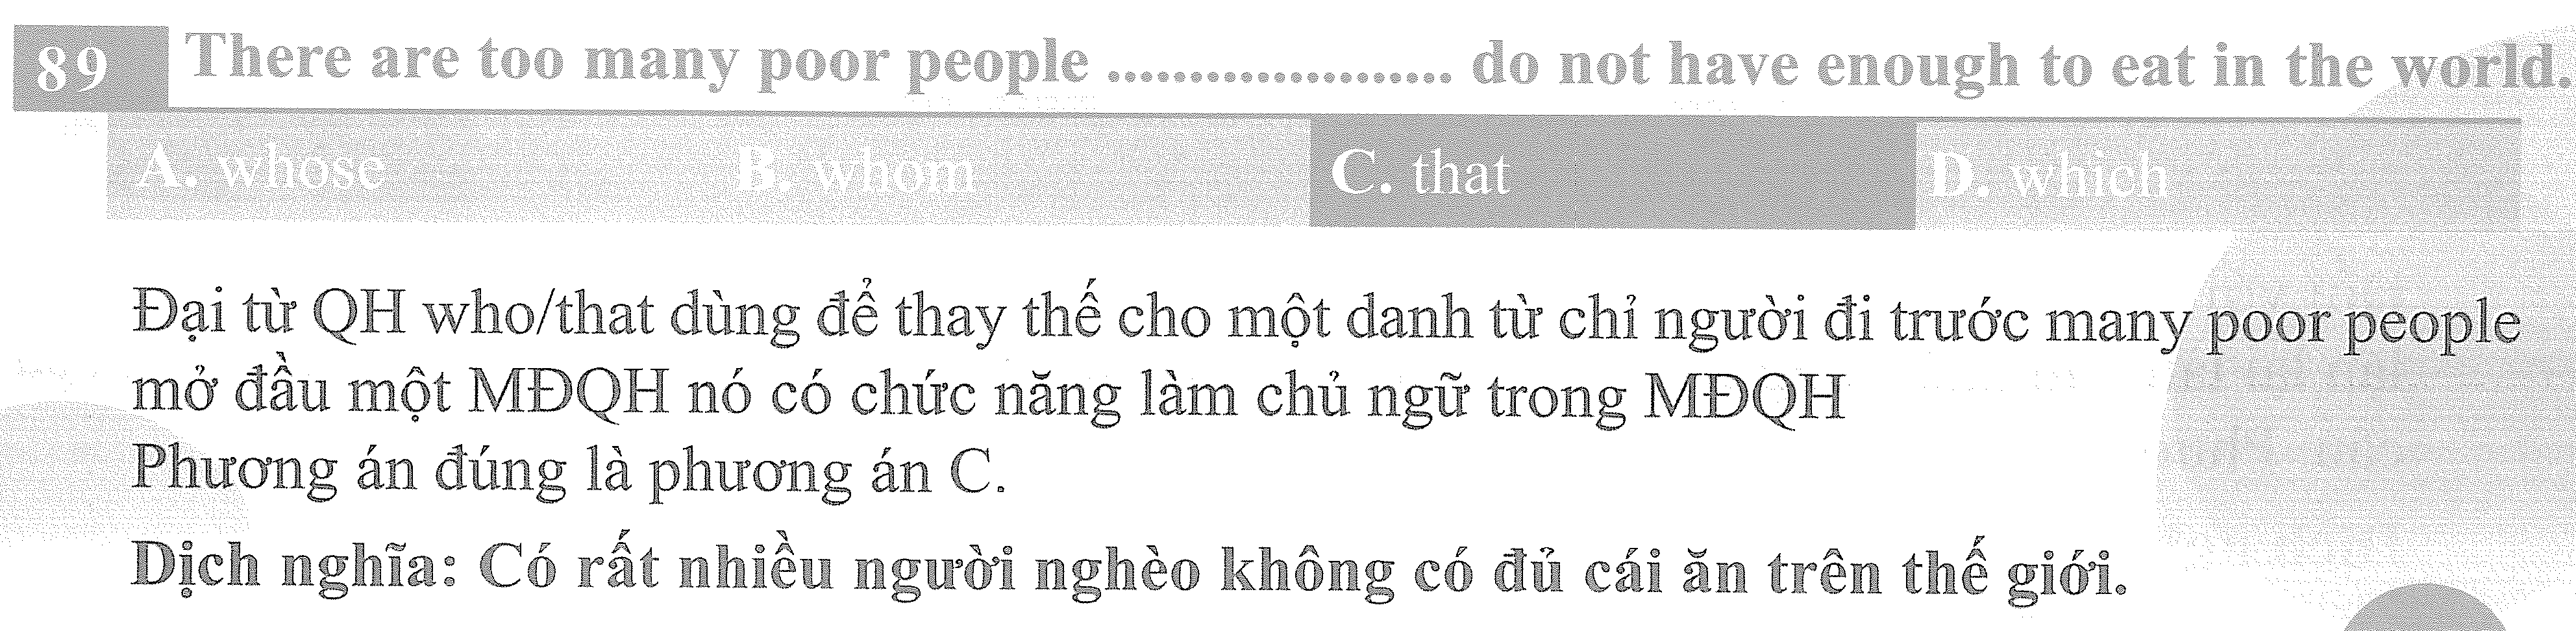 89 There are too many poor people .................... do not have enough to eat in the world.
A. whose B. whom C. that D. which
Đại từ QH who/that dùng để thay thế cho một danh từ chỉ người đi trước many poor people
mở đầu một MĐQH nó có chức năng làm chủ ngữ trong MĐQH
Phương án đúng là phương án C.
Dịch nghĩa: Có rất nhiều người nghèo không có đủ cái ăn trên thế giới.